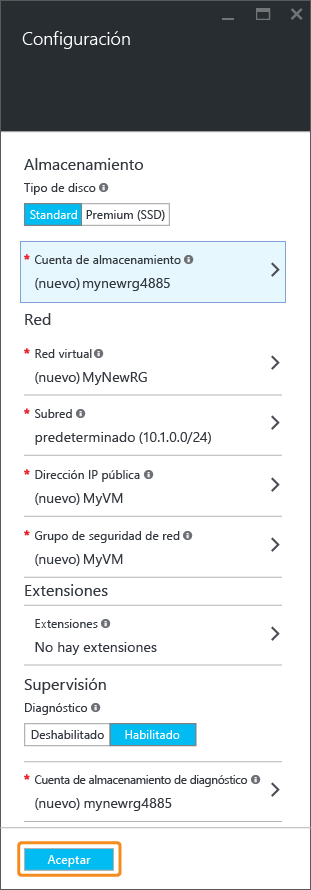 Configuración
Almacenamiento
Tipo de disco
Standard Premium (SSD)
* Cuenta de almacenamiento
(nuevo) mynewrg4885
Red
* Red virtual
(nuevo) MyNewRG
* Subred
predeterminado (10.1.0.0/24)
* Dirección IP pública
(nuevo) MyVM
* Grupo de seguridad de red
(nuevo) MyVM
Extensiones
Extensiones
No hay extensiones
Supervisión
Diagnóstico
Deshabilitado Habilitado
* Cuenta de almacenamiento de diagnóstico
(nuevo) mynewrg4885
Aceptar